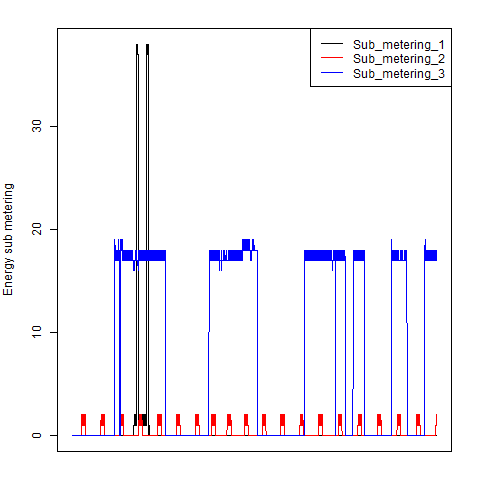 Sub_metering_1
Sub_metering_2
Sub_metering_3
Energy sub metering
30
20
10
0